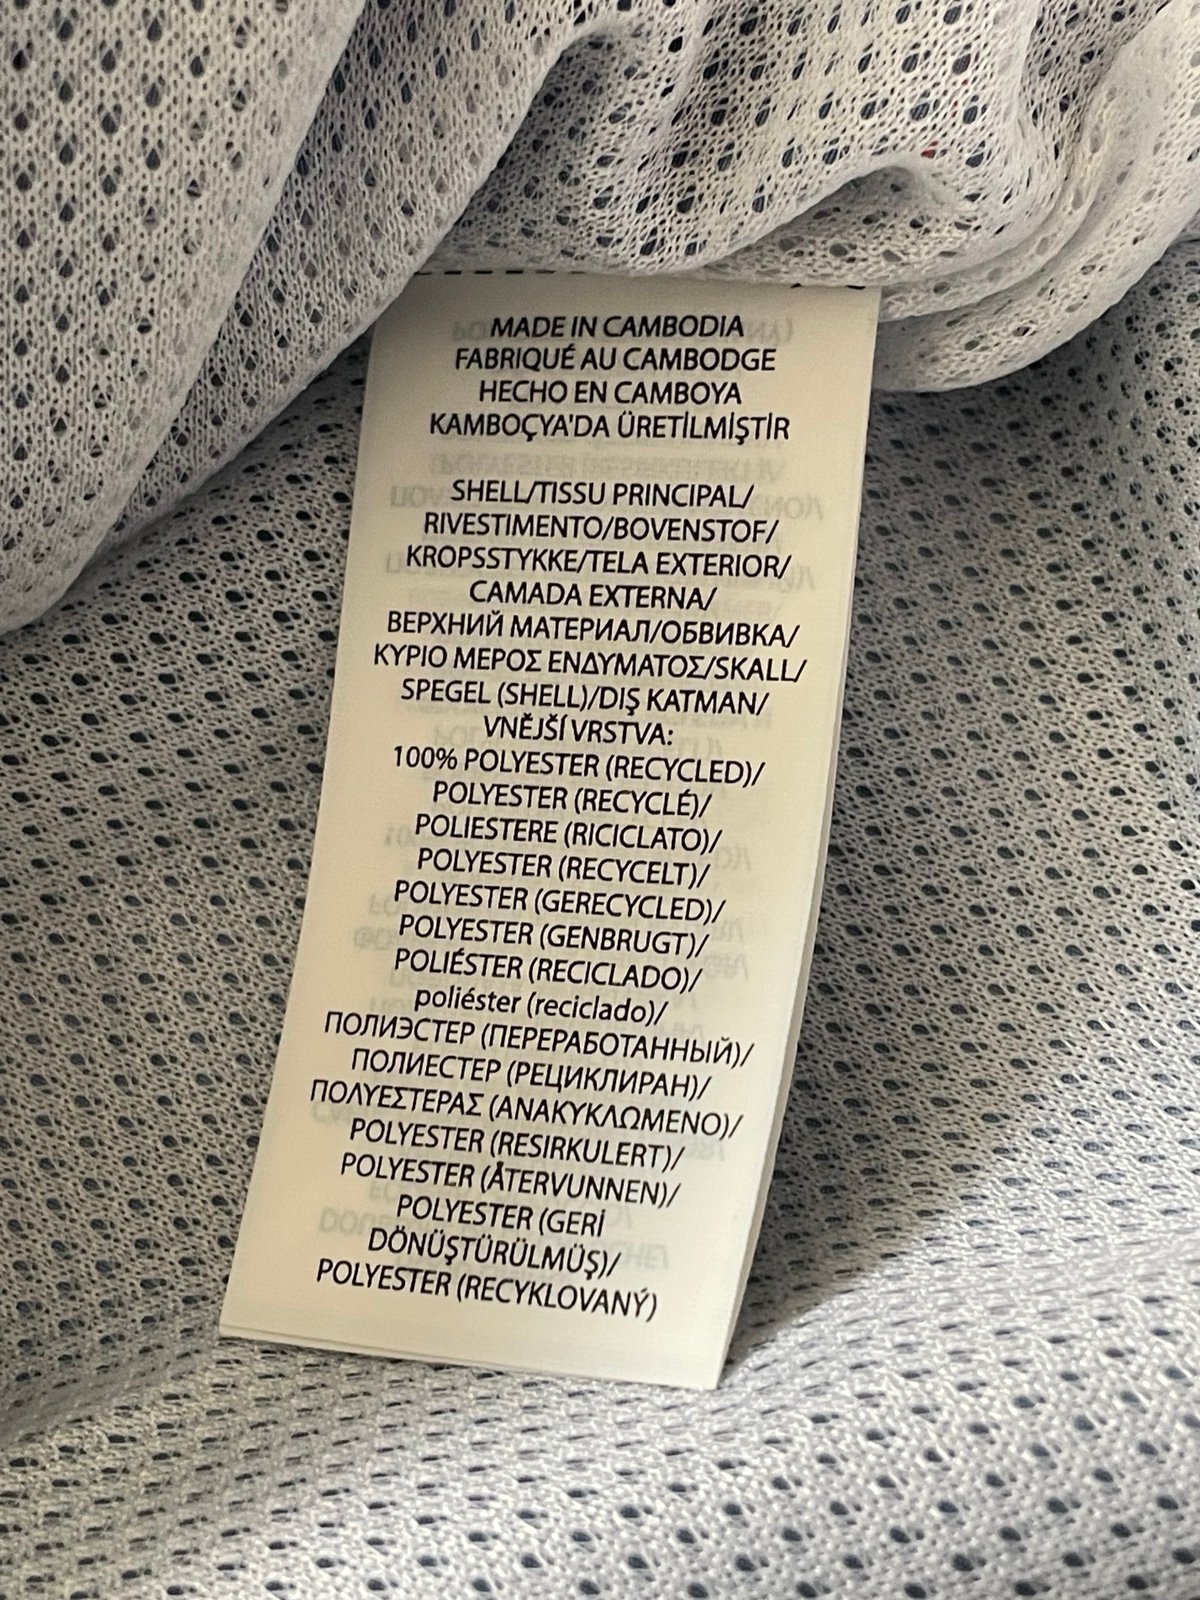 MADE IN CAMBODIA
FABRIQUÉ AU CAMBODGE
HECHO EN CAMBOYA
KAMBOÇYA'DA ÜRETİLMİŞTİR
SHELL/TISSU PRINCIPAL/
RIVESTIMENTO/BOVENSTOF/
KROPSSTYKKE/TELA EXTERIOR/
CAMADA EXTERNA/
ВЕРХНИЙ МАТЕРИАЛ/ОБВИВКА/
ΚΥΡΙΟ ΜΕΡΟΣ ΕΝΔΥΜΑΤΟΣ/SKALL/
SPEGEL (SHELL)/DIŞ KATMAN/
VNĚJŠÍ VRSTVA:
100% POLYESTER (RECYCLED)/
POLYESTER (RECYCLÉ)/
POLIESTERE (RICICLATO)/
POLYESTER (RECYCELT)/
POLYESTER (GERECYCLED)/
POLYESTER (GENBRUGT)/
POLIÉSTER (RECICLADO)/
poliéster (reciclado)/
ПОЛИЭСТЕР (ПЕРЕРАБОТАННЫЙ)/
ПОЛИЕСТЕР (РЕЦИКЛИРАН)/
ΠΟΛΥΕΣΤΕΡΑΣ (ΑΝΑΚΥΚΛΩΜΕΝΟ)/
POLYESTER (RESIRKULERT)/
POLYESTER (ÅTERVUNNEN)/
POLYESTER (GERİ
DÖNÜŞTÜRÜLMÜŞ)/
POLYESTER (RECYKLOVANÝ)